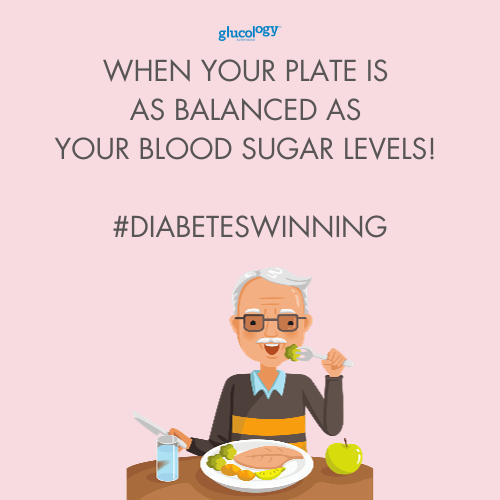 glucology
WHEN YOUR PLATE IS
AS BALANCED AS
YOUR BLOOD SUGAR LEVELS!
#DIABETESWINNING